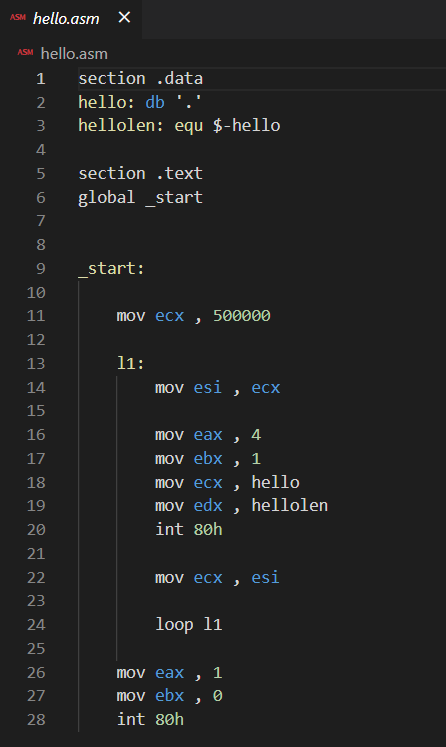 ASM hello.asm ✕
ASM hello.asm
1 section .data
2 hello: db '.'
3 hellolen: equ $-hello
4
5 section .text
6 global _start
7
8
9 _start:
10
11 mov ecx , 500000
12
13 l1:
14 mov esi , ecx
15
16 mov eax , 4
17 mov ebx , 1
18 mov ecx , hello
19 mov edx , hellolen
20 int 80h
21
22 mov ecx , esi
23
24 loop l1
25
26 mov eax , 1
27 mov ebx , 0
28 int 80h